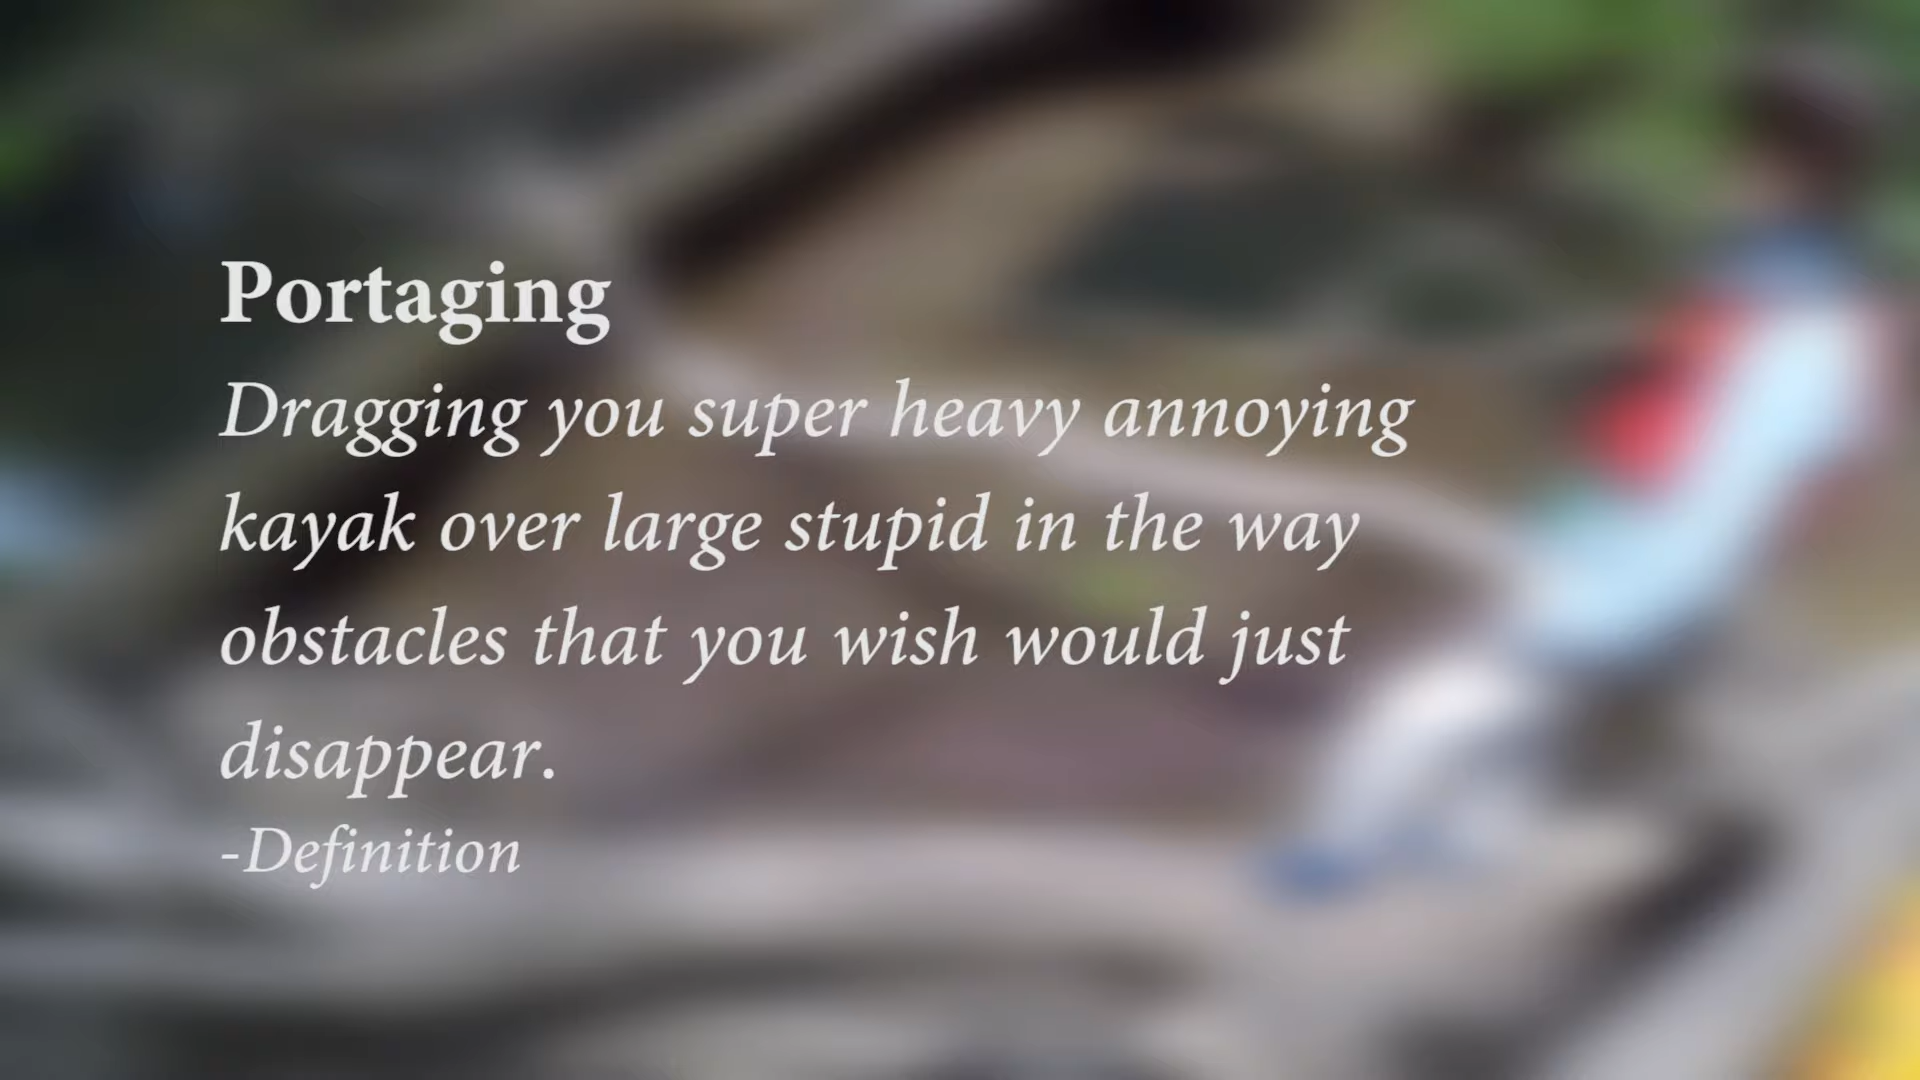 Portaging
Dragging you super heavy annoying
kayak over large stupid in the way
obstacles that you wish would just
disappear.
-Definition